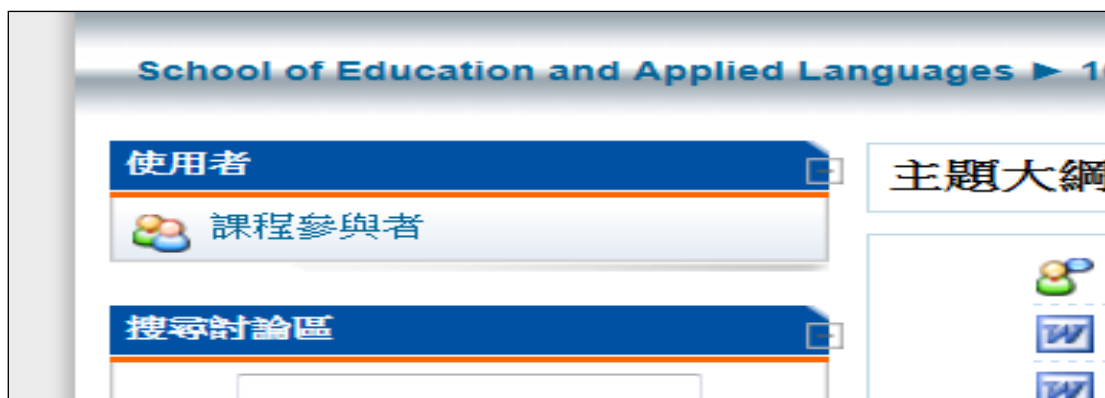 School of Education and Applied Languages ► 1
使用者
課程參與者
搜尋討論區
主題大綱